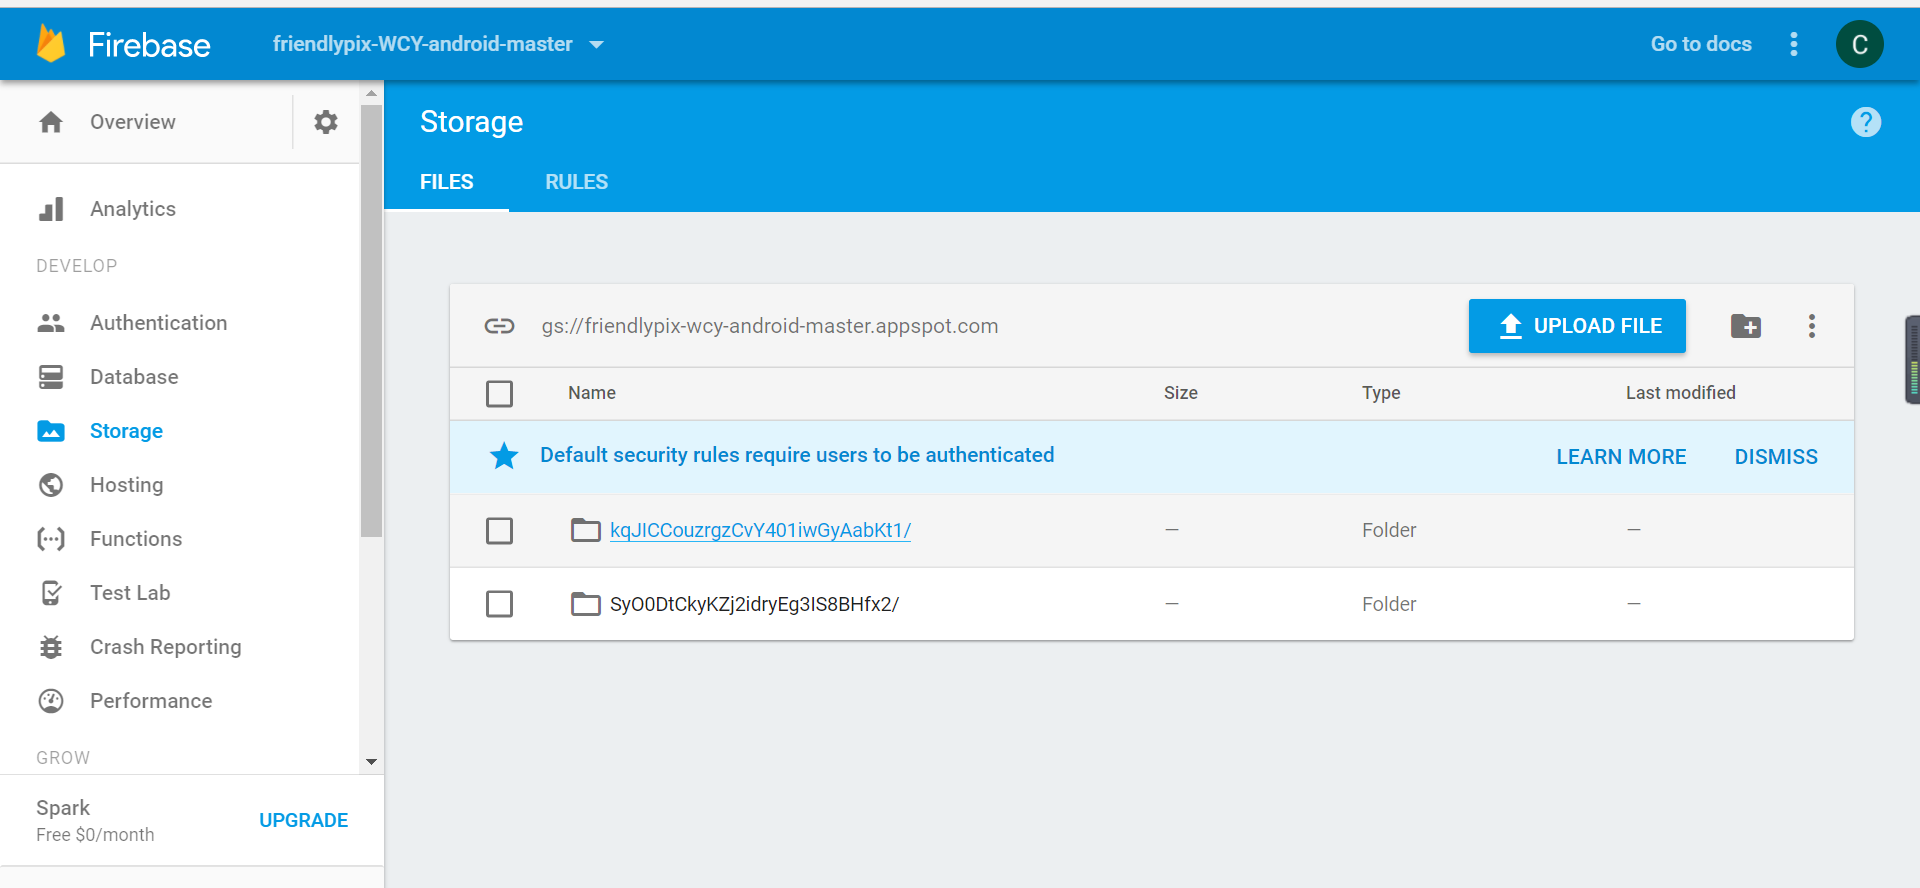 Firebase
friendlypix-WCY-android-master
Go to docs
C
Overview
Storage
?
FILES
RULES
Analytics
DEVELOP
Authentication
Database
Storage
Hosting
Functions
Test Lab
Crash Reporting
Performance
GROW
Spark
Free $0/month
UPGRADE
gs://friendlypix-wcy-android-master.appspot.com
UPLOAD FILE
Name
Size
Type
Last modified
Default security rules require users to be authenticated
LEARN MORE
DISMISS
kqJICCouzrgzCvY401iwGyAabKt1/
—
Folder
—
SyO0DtCkyKZj2idryEg3IS8BHfx2/
—
Folder
—